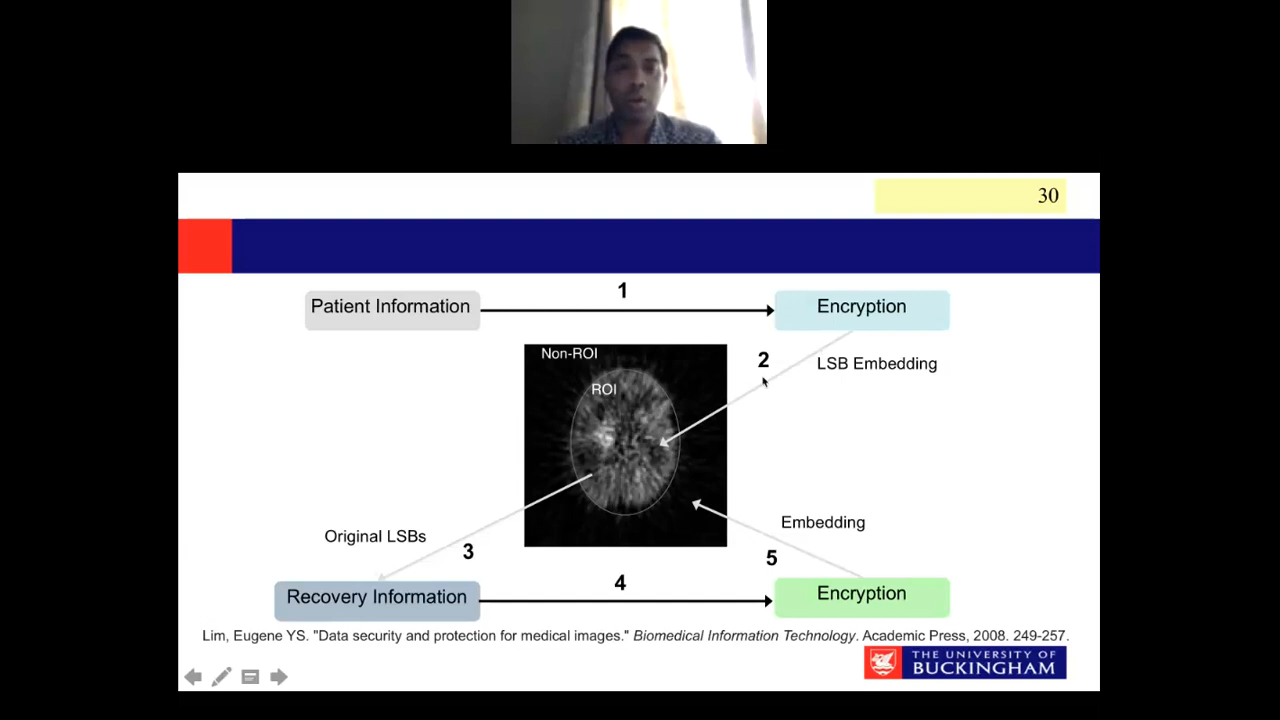 30
Patient Information
1
Encryption
Non-ROI
2
LSB Embedding
ROI
Embedding
Original LSBs
3
5
4
Recovery Information
Encryption
Lim, Eugene YS. "Data security and protection for medical images." Biomedical Information Technology. Academic Press, 2008. 249-257.
THE UNIVERSITY OF
BUCKINGHAM